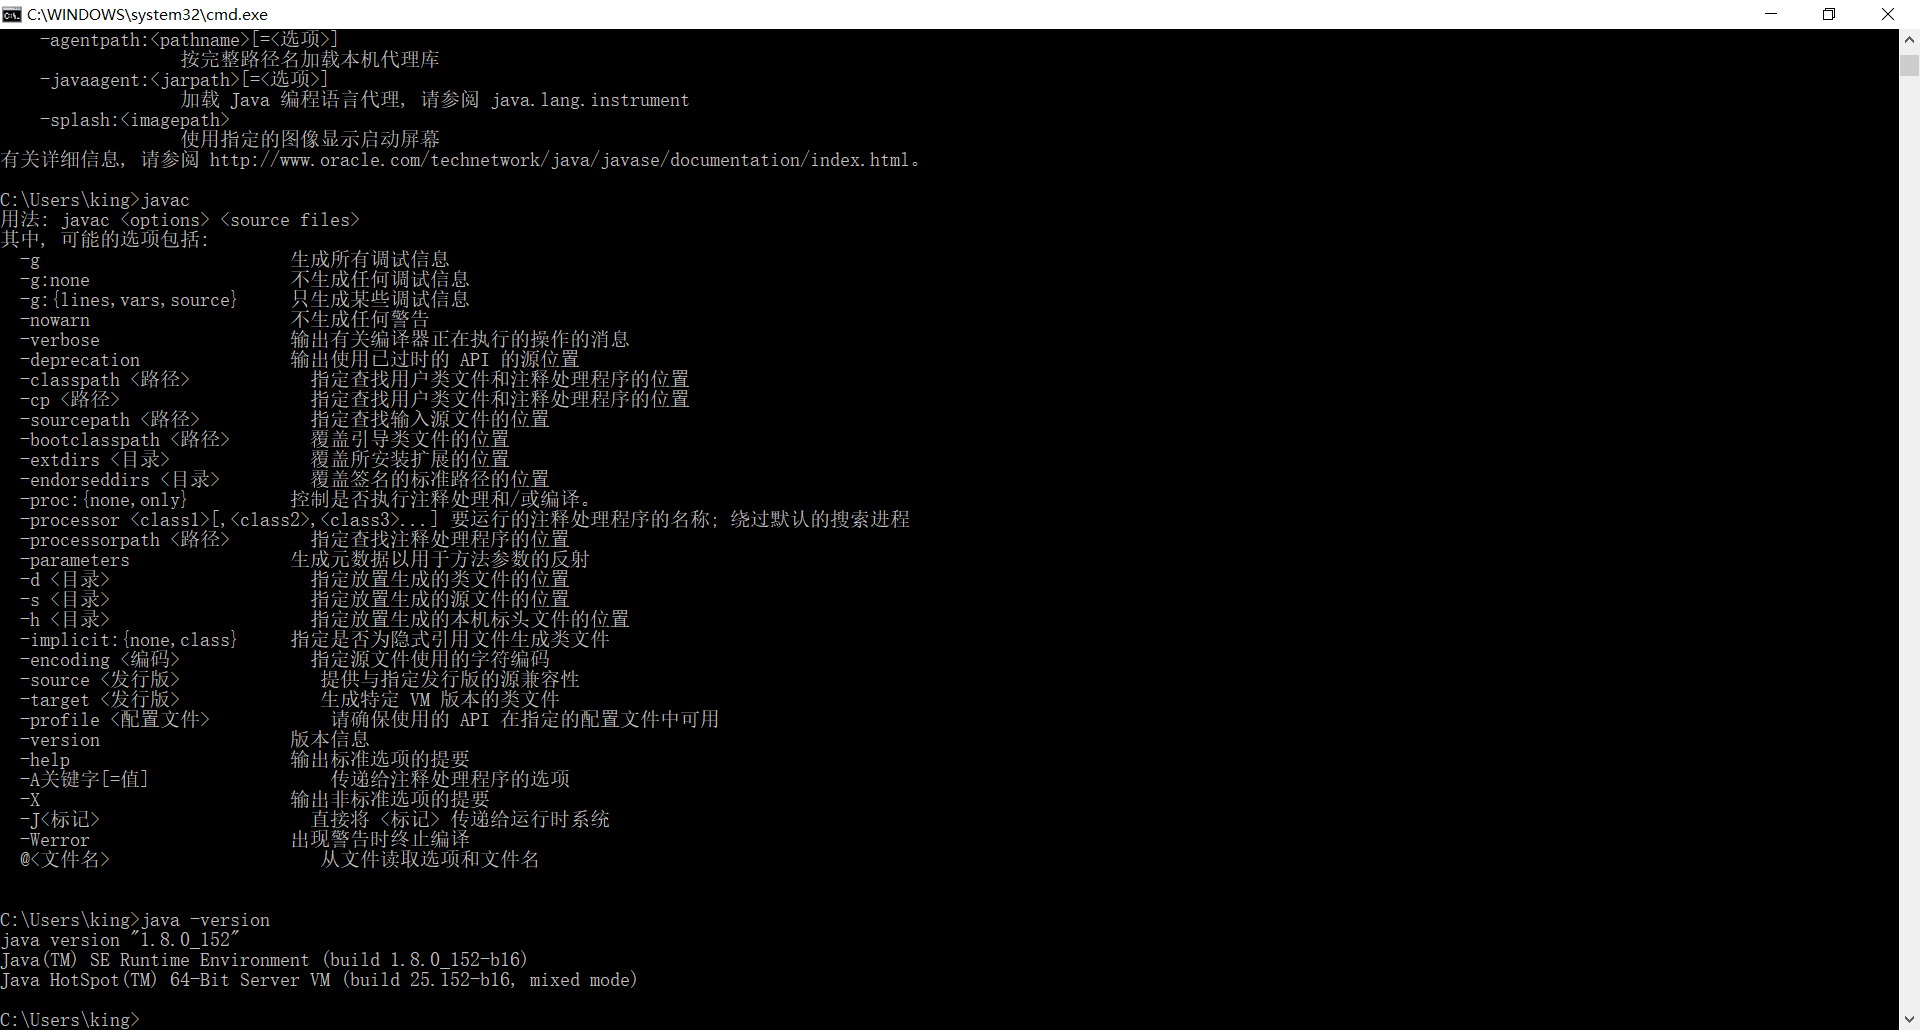 C:\WINDOWS\system32\cmd.exe
-agentpath:<pathname>[=<选项>]
按完整路径名加载本机代理库
-javaagent:<jarpath>[=<选项>]
加载 Java 编程语言代理, 请参阅 java.lang.instrument
-splash:<imagepath>
使用指定的图像显示启动屏幕
有关详细信息, 请参阅 http://www.oracle.com/technetwork/java/javase/documentation/index.html。
C:\Users\king>javac
用法: javac <options> <source files>
其中, 可能的选项包括:
-g 生成所有调试信息
-g:none 不生成任何调试信息
-g:{lines,vars,source} 只生成某些调试信息
-nowarn 不生成任何警告
-verbose 输出有关编译器正在执行的操作的消息
-deprecation 输出使用已过时的 API 的源位置
-classpath <路径> 指定查找用户类文件和注释处理程序的位置
-cp <路径> 指定查找用户类文件和注释处理程序的位置
-sourcepath <路径> 指定查找输入源文件的位置
-bootclasspath <路径> 覆盖引导类文件的位置
-extdirs <目录> 覆盖所安装扩展的位置
-endorseddirs <目录> 覆盖签名的标准路径的位置
-proc:{none,only} 控制是否执行注释处理和/或编译。
-processor <class1>[,<class2>,<class3>...] 要运行的注释处理程序的名称; 绕过默认的搜索进程
-processorpath <路径> 指定查找注释处理程序的位置
-parameters 生成元数据以用于方法参数的反射
-d <目录> 指定放置生成的类文件的位置
-s <目录> 指定放置生成的源文件的位置
-h <目录> 指定放置生成的本机标头文件的位置
-implicit:{none,class} 指定是否为隐式引用文件生成类文件
-encoding <编码> 指定源文件使用的字符编码
-source <发行版> 提供与指定发行版的源兼容性
-target <发行版> 生成特定 VM 版本的类文件
-profile <配置文件> 请确保使用的 API 在指定的配置文件中可用
-version 版本信息
-help 输出标准选项的提要
-A关键字[=值] 传递给注释处理程序的选项
-X 输出非标准选项的提要
-J<标记> 直接将 <标记> 传递给运行时系统
-Werror 出现警告时终止编译
@<文件名> 从文件读取选项和文件名
C:\Users\king>java -version
java version "1.8.0_152"
Java(TM) SE Runtime Environment (build 1.8.0_152-b16)
Java HotSpot(TM) 64-Bit Server VM (build 25.152-b16, mixed mode)
C:\Users\king>